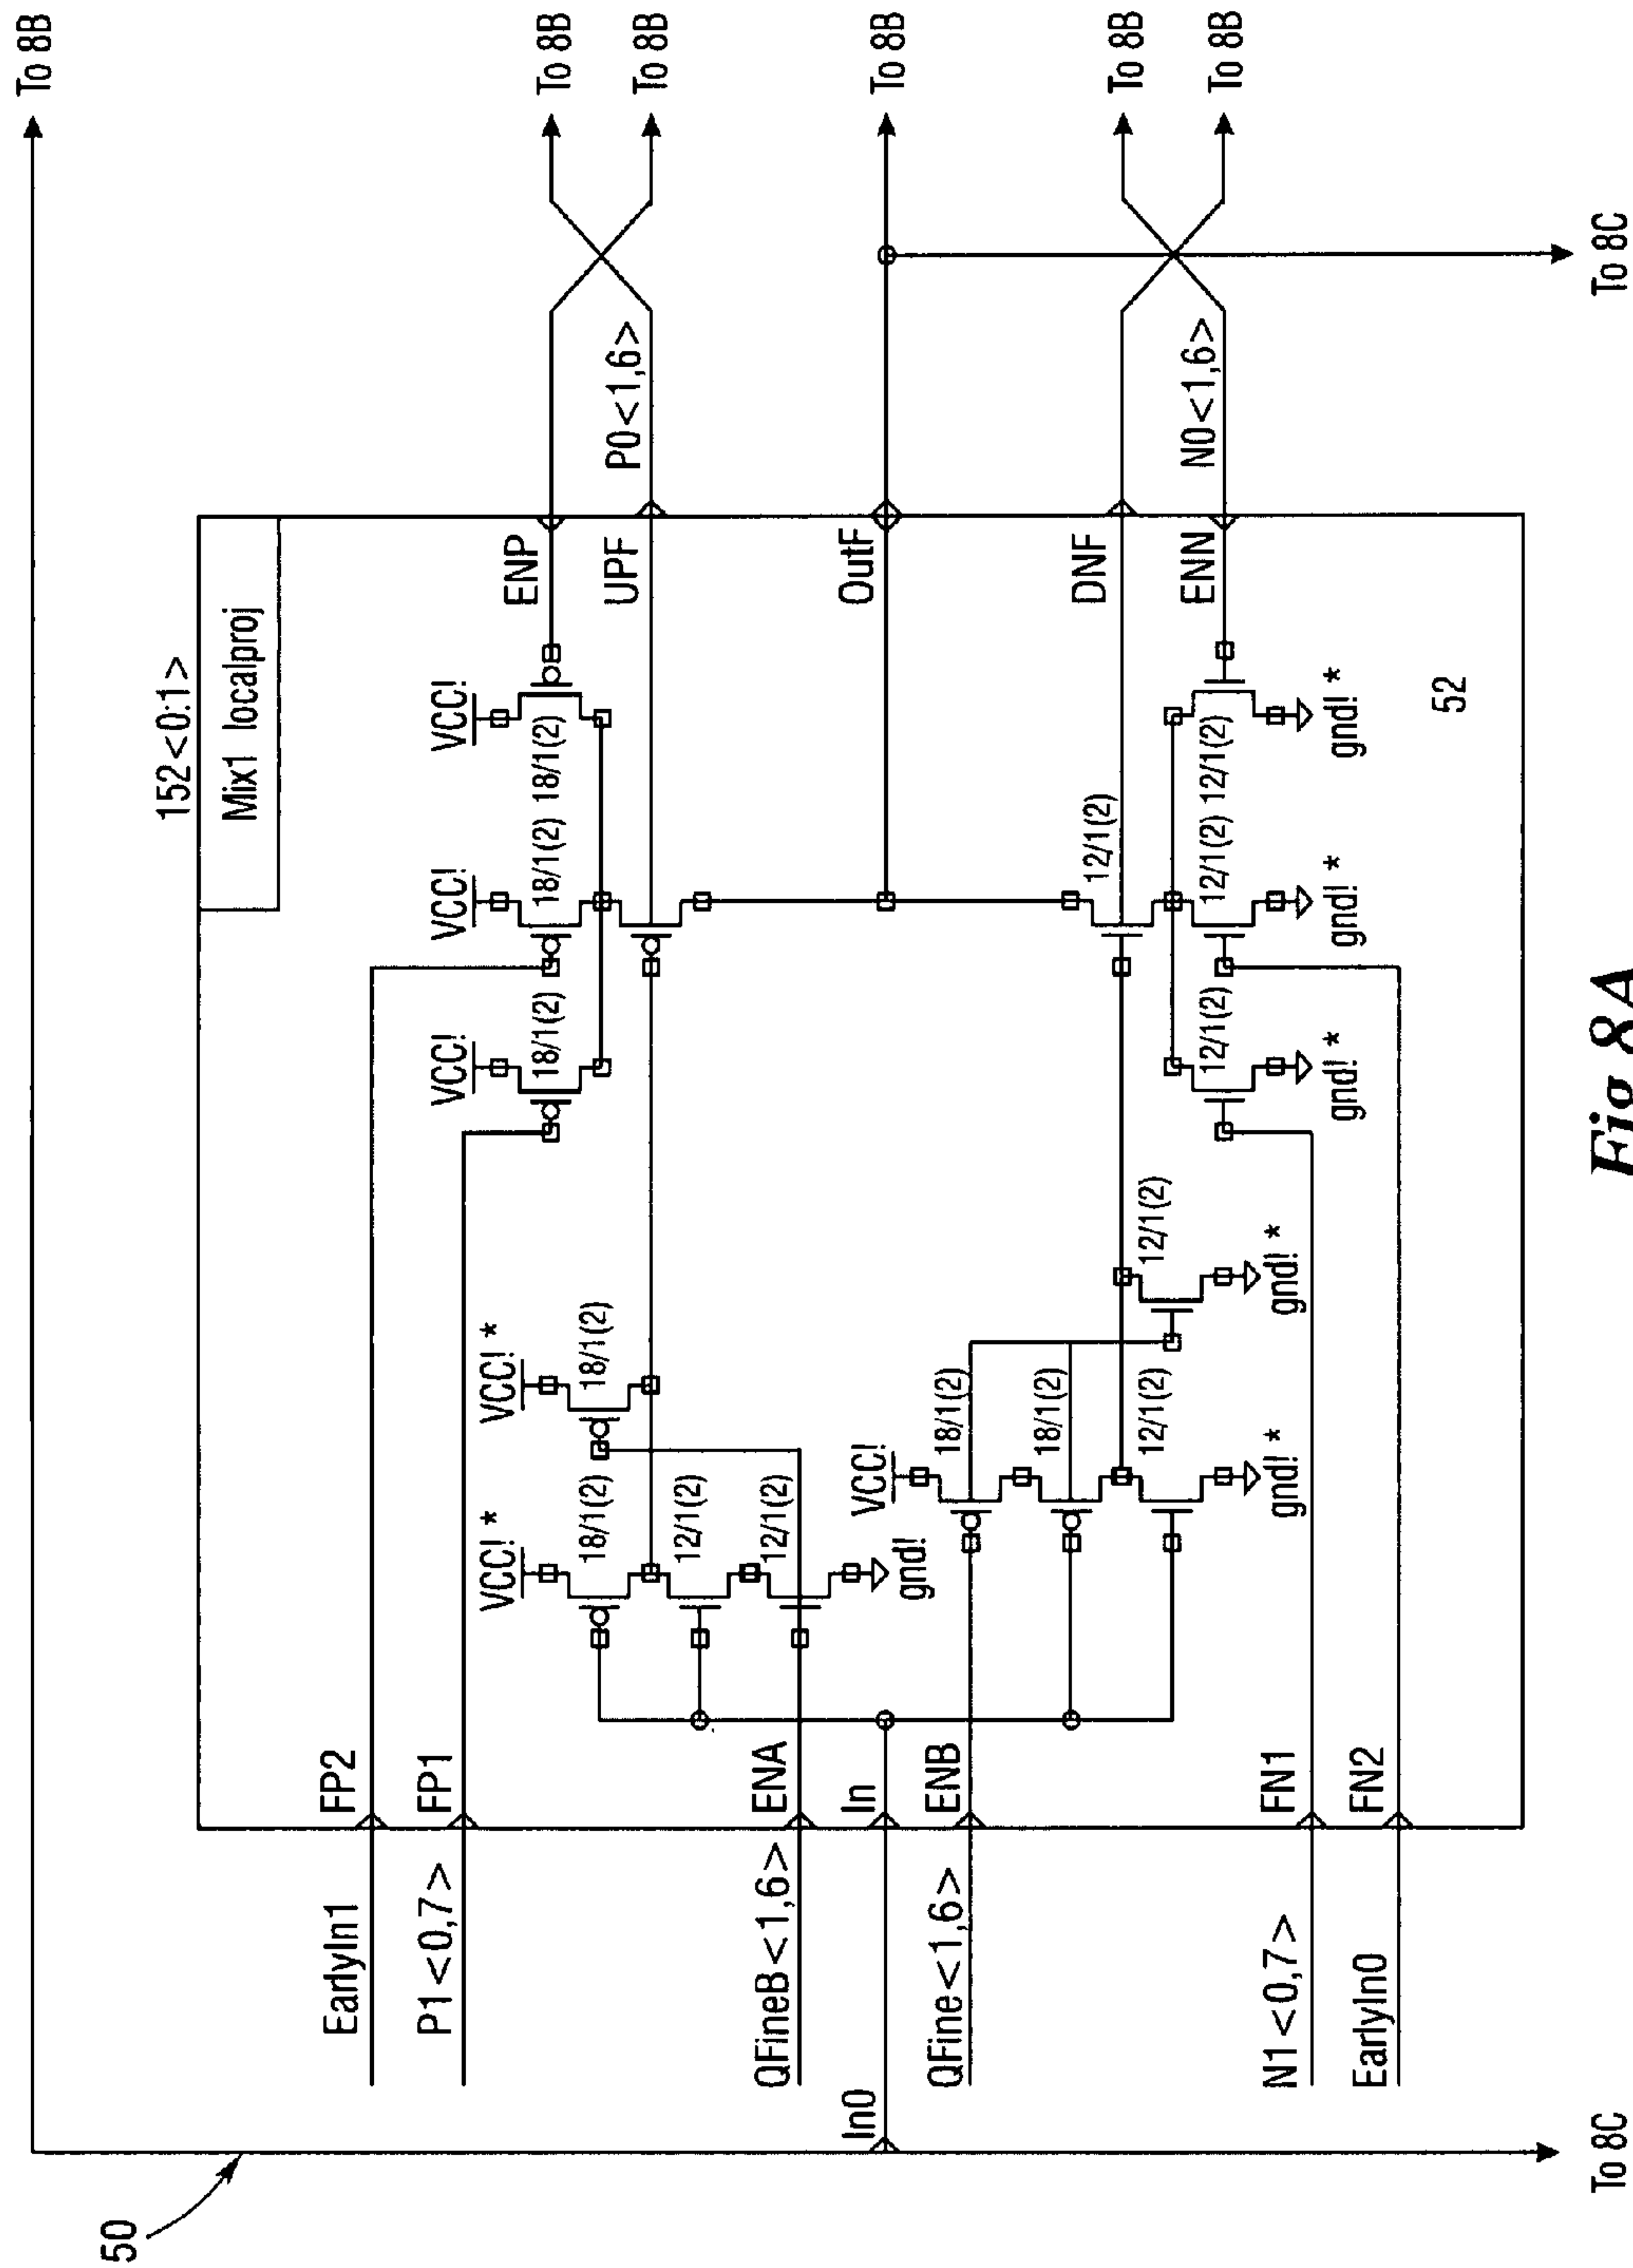 50
To 8B
152<0:1>
Mix1 localproj
EarlyIn1
FP2
VCC!
VCC!
VCC!
18/1(2)
18/1(2)
18/1(2)
ENP
To 8B
P1<0,7>
FP1
UPF
P0<1,6>
To 8B
VCC! *
VCC! *
18/1(2)
18/1(2)
12/1(2)
12/1(2)
gnd!
QFineB<1,6>
ENA
In0
In
OutF
To 8B
QFine<1,6>
ENB
VCC!
18/1(2)
18/1(2)
12/1(2)
12/1(2)
gnd! *
gnd! *
12/1(2)
DNF
To 8B
12/1(2)
12/1(2)
12/1(2)
ENN
N0<1,6>
To 8B
gnd! *
gnd! *
gnd! *
N1<0,7>
FN1
EarlyIn0
FN2
52
To 8C
To 8C
Fig.8A